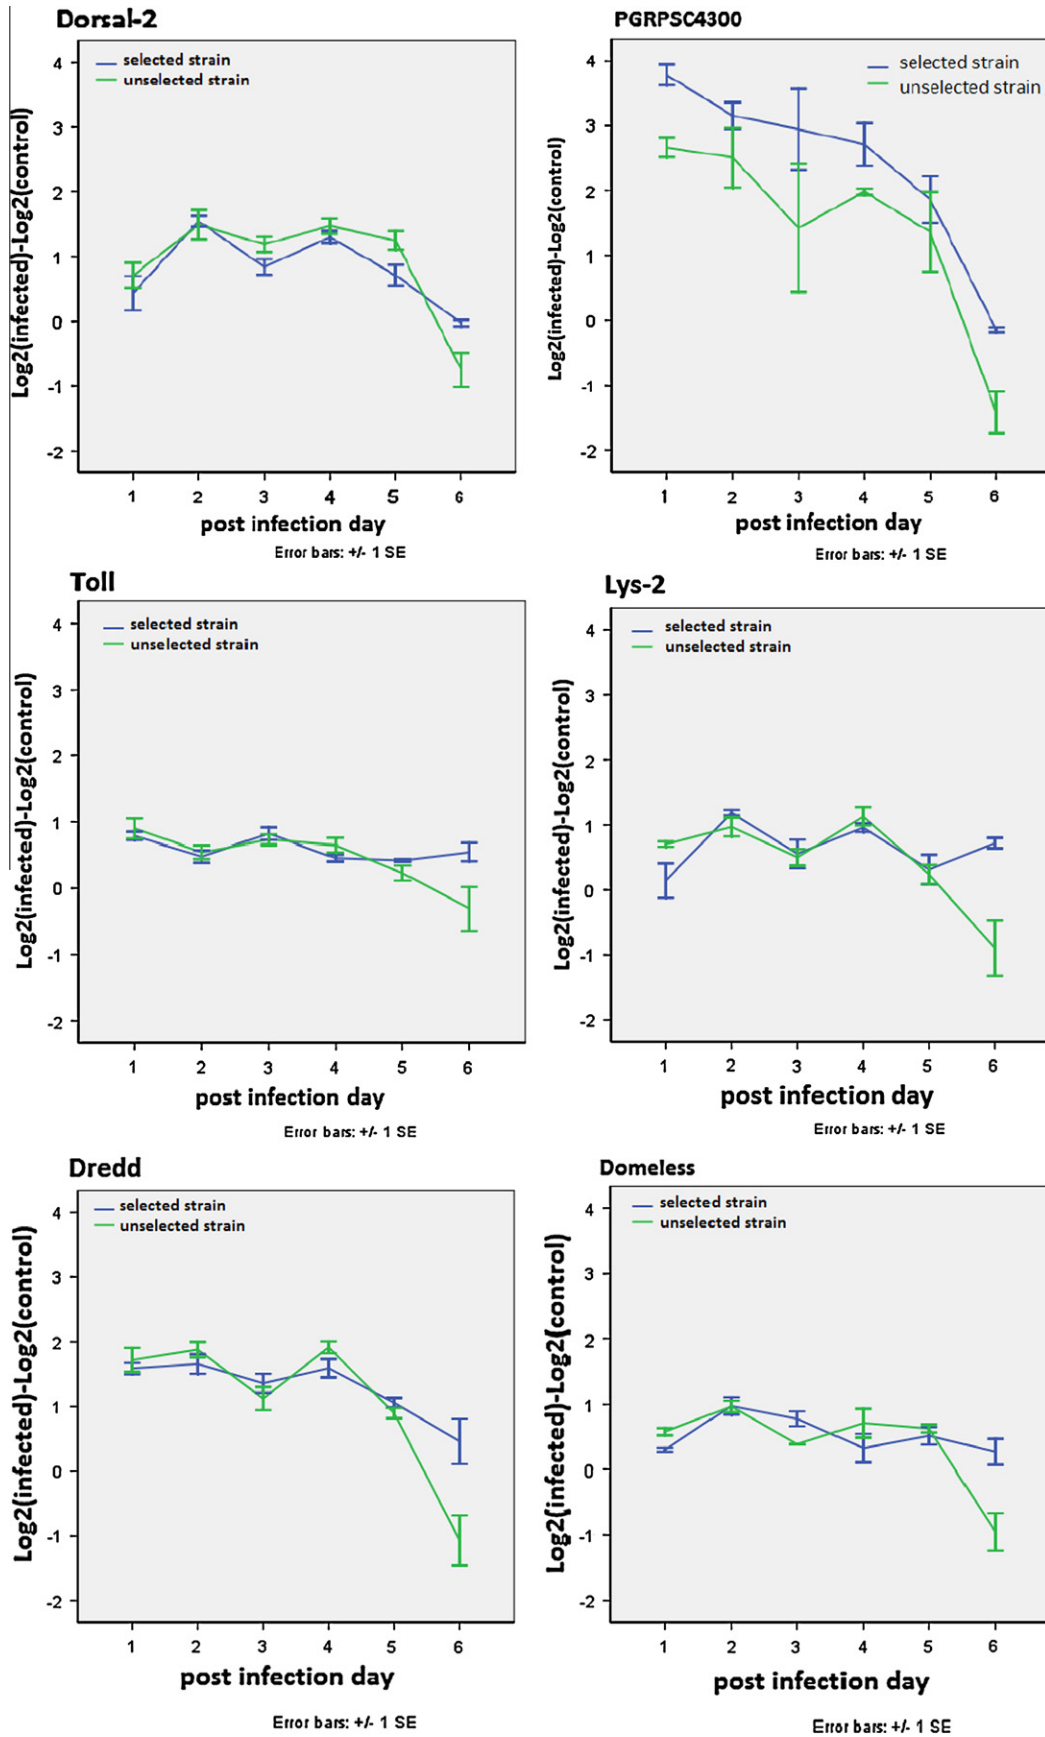 Dorsal-2
selected strain
unselected strain
Log2(infected)-Log2(control)
4
3
2
1
0
-1
-2
1 2 3 4 5 6
post infection day
Error bars: +/- 1 SE
PGRPSC4300
selected strain
unselected strain
Log2(infected)-Log2(control)
4
3
2
1
0
-1
-2
1 2 3 4 5 6
post infection day
Error bars: +/- 1 SE
Toll
selected strain
unselected strain
Log2(infected)-Log2(control)
4
3
2
1
0
-1
-2
1 2 3 4 5 6
post infection day
Error bars: +/- 1 SE
Lys-2
selected strain
unselected strain
Log2(infected)-Log2(control)
4
3
2
1
0
-1
-2
1 2 3 4 5 6
post infection day
Error bars: +/- 1 SE
Dredd
selected strain
unselected strain
Log2(infected)-Log2(control)
4
3
2
1
0
-1
-2
1 2 3 4 5 6
post infection day
Error bars: +/- 1 SE
Domeless
selected strain
unselected strain
Log2(infected)-Log2(control)
4
3
2
1
0
-1
-2
1 2 3 4 5 6
post infection day
Error bars: +/- 1 SE